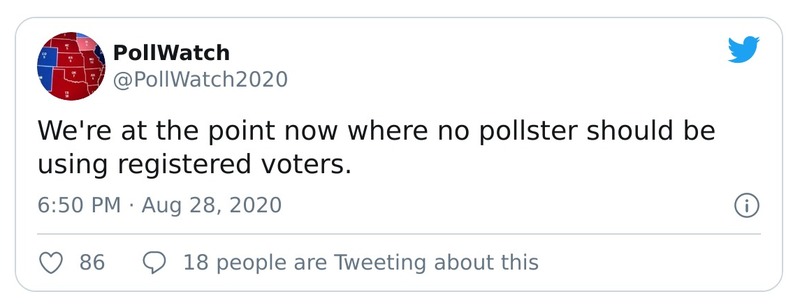 PollWatch
@PollWatch2020
We're at the point now where no pollster should be
using registered voters.
6:50 PM · Aug 28, 2020
86
18 people are Tweeting about this